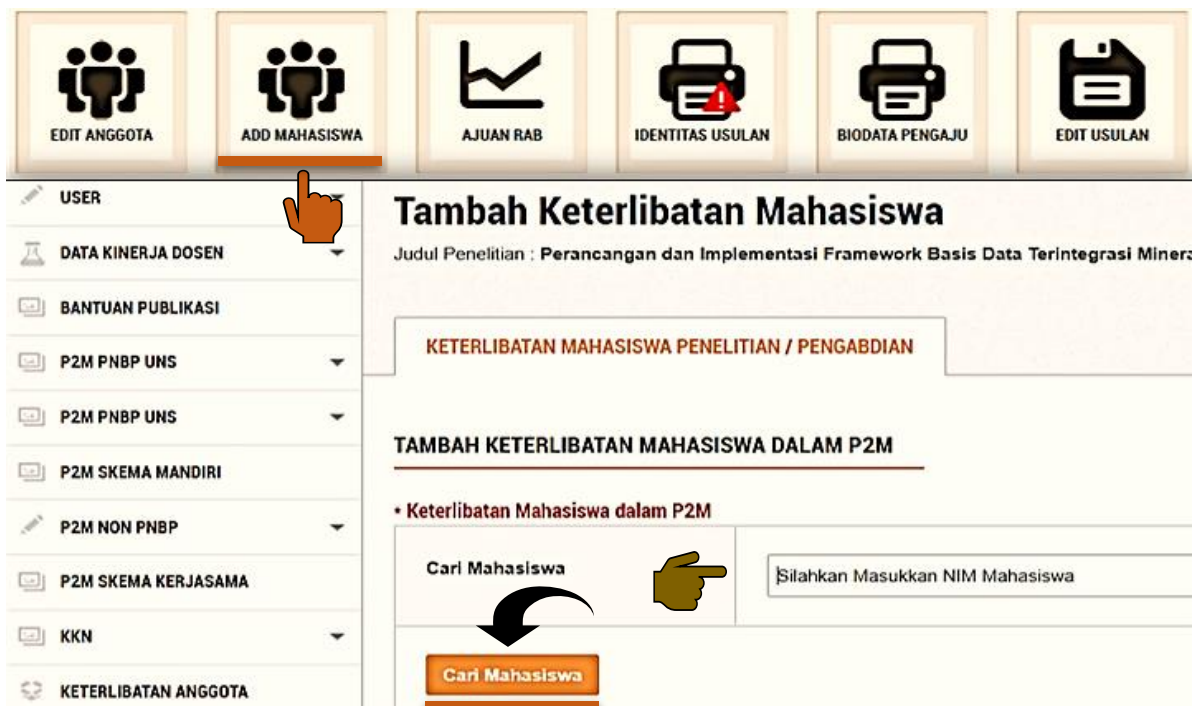 EDIT ANGGOTA
ADD MAHASISWA
AJUAN RAB
IDENTITAS USULAN
BIODATA PENGAJU
EDIT USULAN
USER
DATA KINERJA DOSEN
BANTUAN PUBLIKASI
P2M PNBP UNS
P2M PNBP UNS
P2M SKEMA MANDIRI
P2M NON PNBP
P2M SKEMA KERJASAMA
KKN
KETERLIBATAN ANGGOTA
Tambah Keterlibatan Mahasiswa
Judul Penelitian : Perancangan dan Implementasi Framework Basis Data Terintegrasi Minera
KETERLIBATAN MAHASISWA PENELITIAN / PENGABDIAN
TAMBAH KETERLIBATAN MAHASISWA DALAM P2M
• Keterlibatan Mahasiswa dalam P2M
Cari Mahasiswa
Silahkan Masukkan NIM Mahasiswa
Cari Mahasiswa